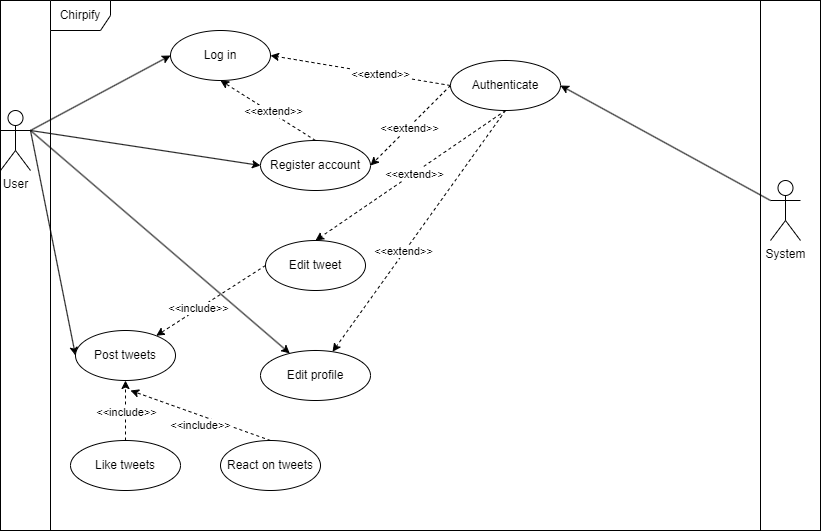 Chirpify
Log in
<<extend>>
Authenticate
<<extend>>
<<extend>>
Register account
<<extend>>
User
Edit tweet
<<extend>>
System
<<include>>
Post tweets
Edit profile
<<include>>
<<include>>
Like tweets
React on tweets